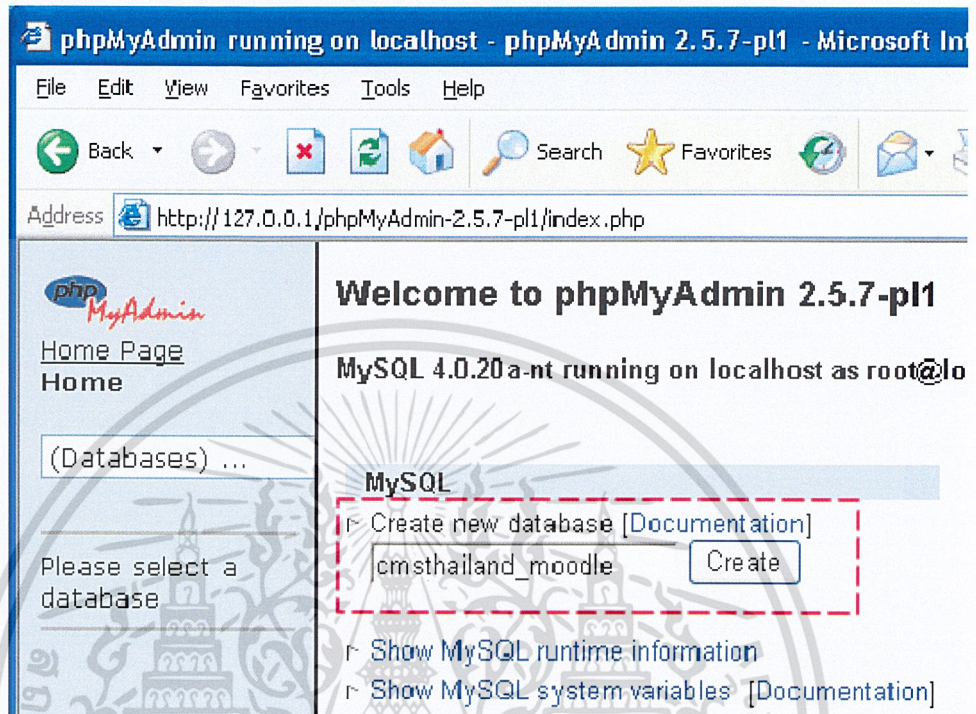 phpMyAdmin running on localhost - phpMyAdmin 2.5.7-pl1 - Microsoft
File Edit View Favorites Tools Help
Back Search Favorites
Address http://127.0.0.1/phpMyAdmin-2.5.7-pl1/index.php
php
MyAdmin
Home Page
Home
(Databases) ...
Please select a
database
Welcome to phpMyAdmin 2.5.7-pl1
MySQL 4.0.20a-nt running on localhost as root@lo
MySQL
Create new database [Documentation]
cmsthailand_moodle Create
Show MySQL runtime information
Show MySQL system variables [Documentation]